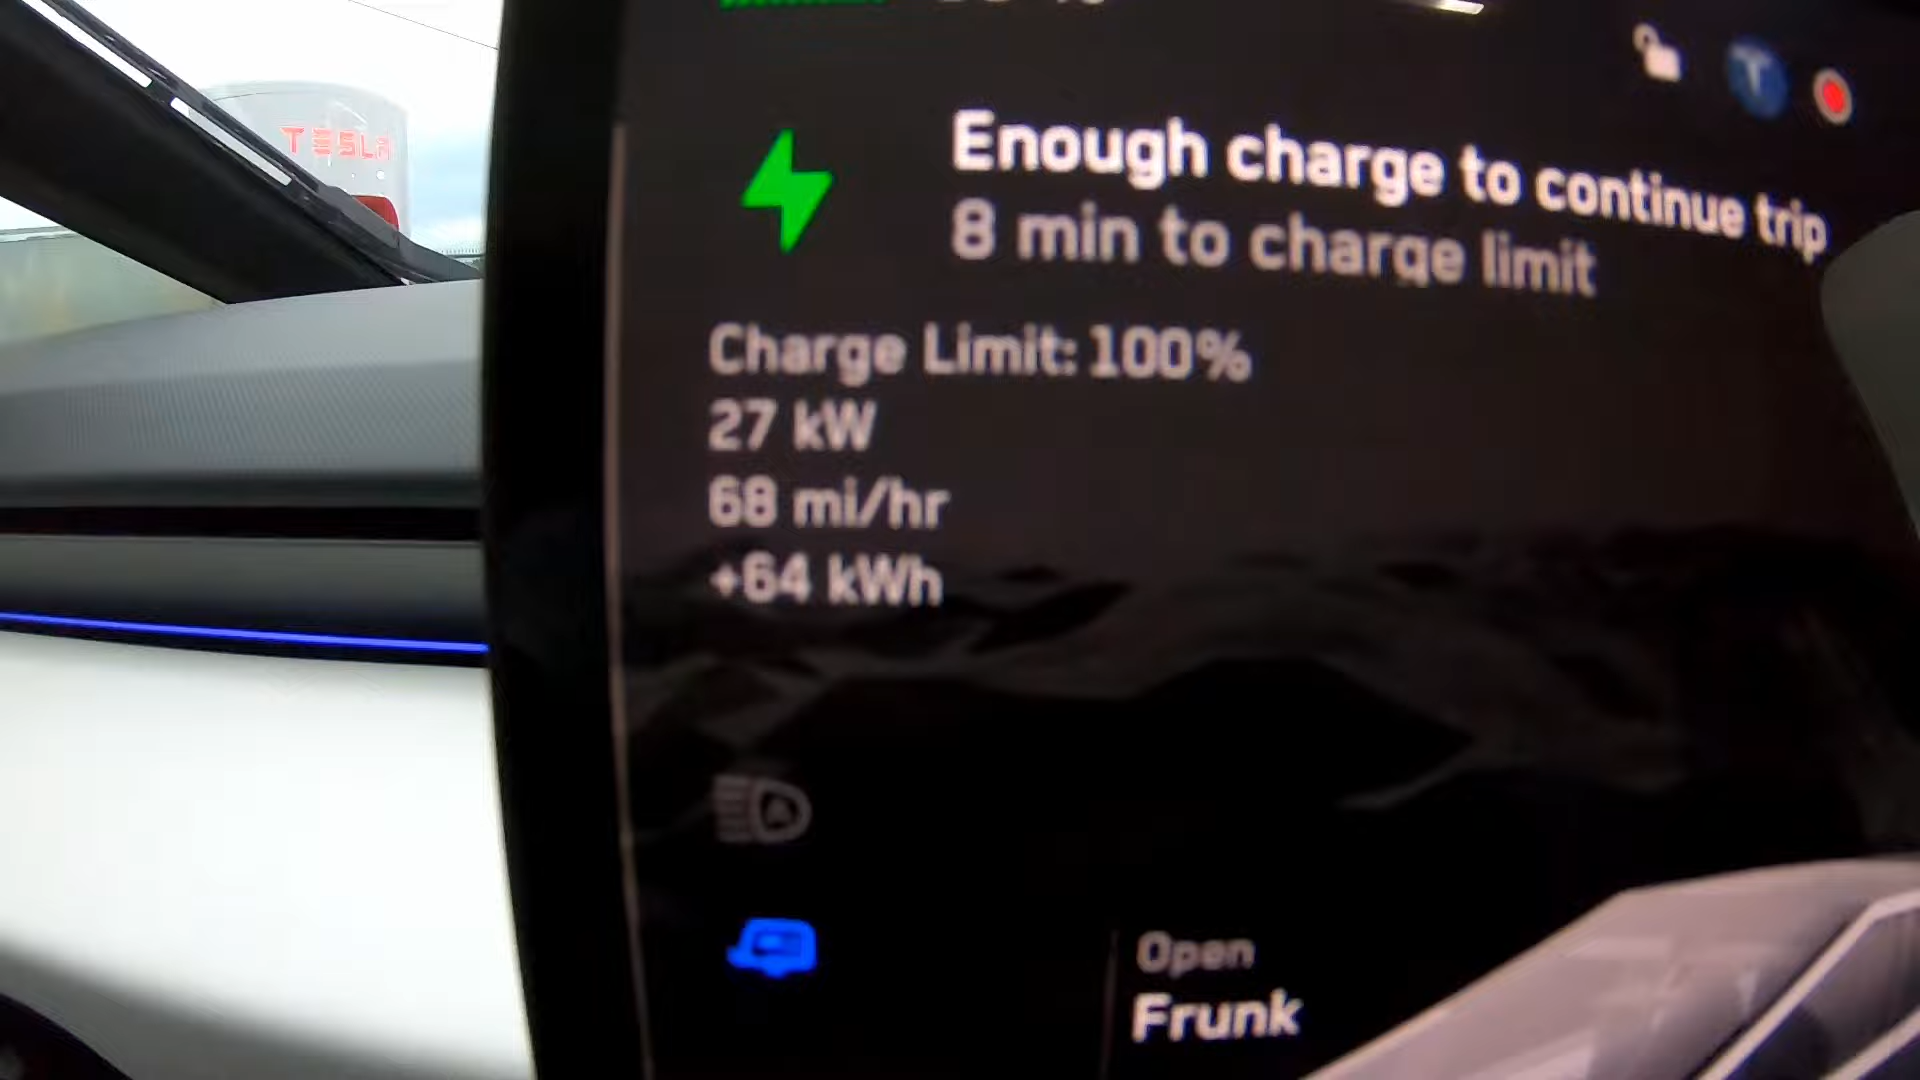 TESLA
Enough charge to continue trip
8 min to charge limit
Charge Limit: 100%
27 kW
68 mi/hr
+64 kWh
Open
Frunk